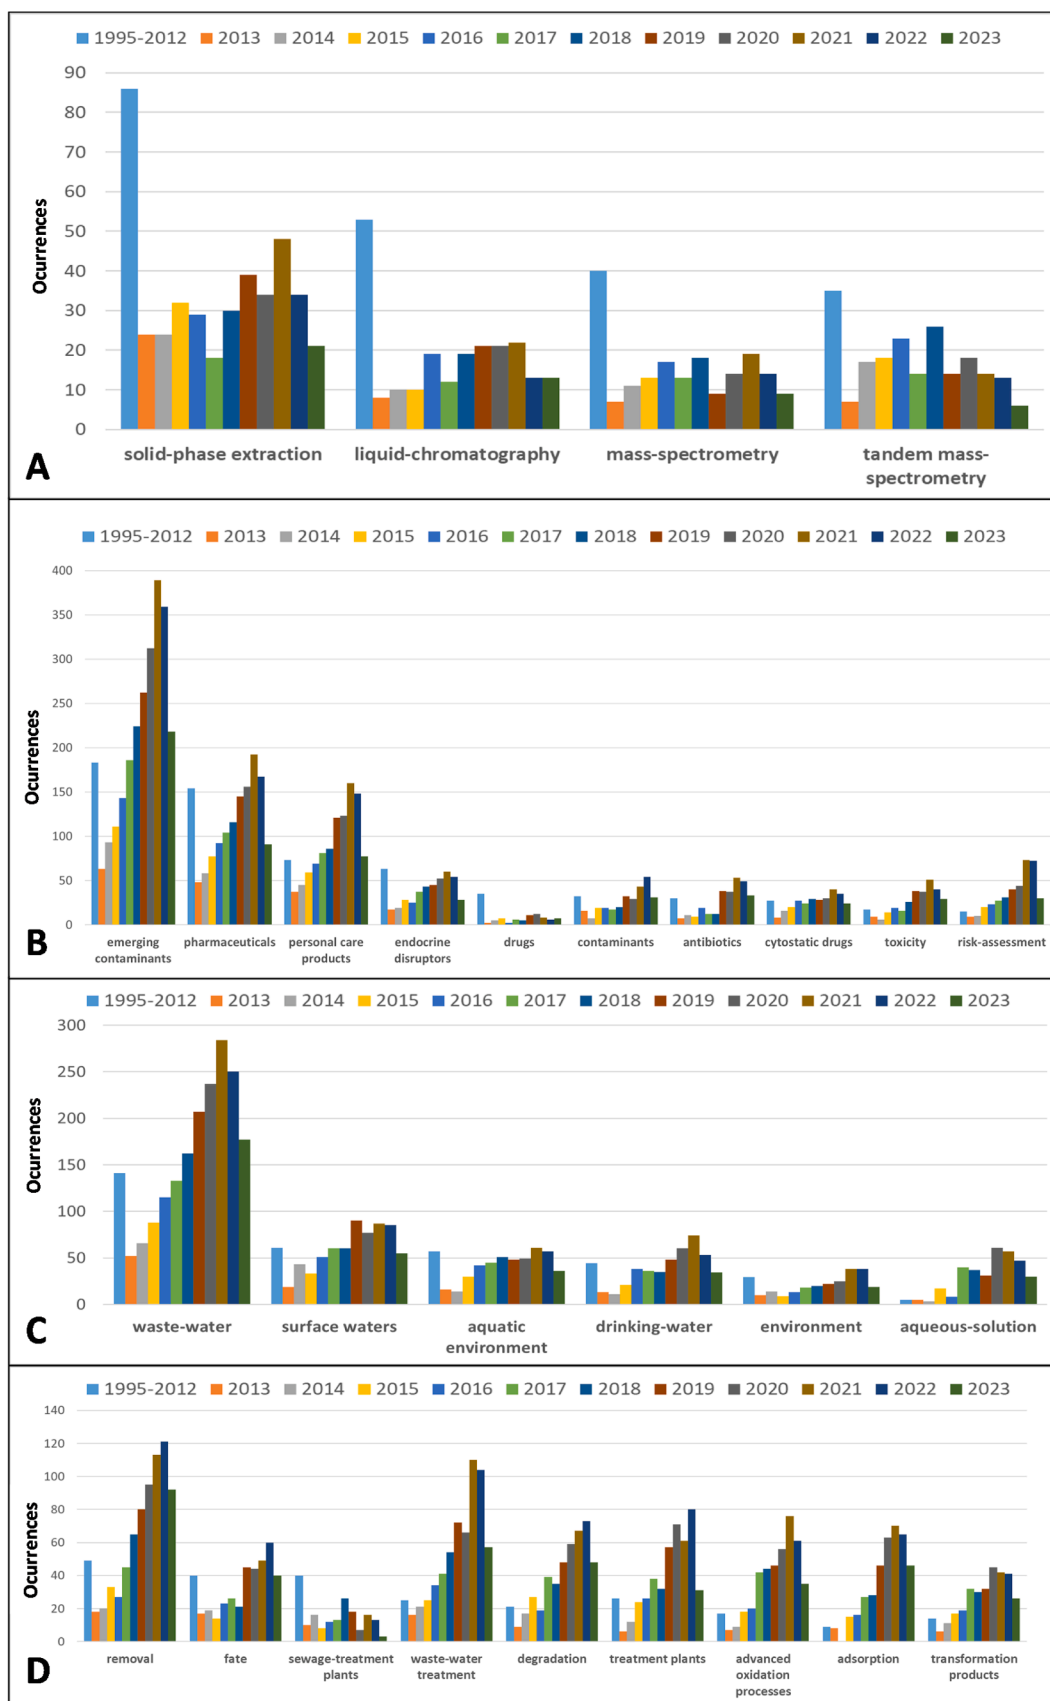 1995-2012 2013 2014 2015 2016 2017 2018 2019 2020 2021 2022 2023
90
80
70
60
50
40
30
20
10
0
Ocurrences
solid-phase extraction liquid-chromatography mass-spectrometry tandem mass-
spectrometry
A
1995-2012 2013 2014 2015 2016 2017 2018 2019 2020 2021 2022 2023
400
350
300
250
200
150
100
50
0
Ocurrences
emerging pharmaceuticals personal care endocrine drugs contaminants antibiotics cytostatic drugs toxicity risk-assessment
contaminants products disruptors
B
1995-2012 2013 2014 2015 2016 2017 2018 2019 2020 2021 2022 2023
300
250
200
150
100
50
0
Ocurrences
waste-water surface waters aquatic drinking-water environment aqueous-solution
environment
C
1995-2012 2013 2014 2015 2016 2017 2018 2019 2020 2021 2022 2023
140
120
100
80
60
40
20
0
Ocurrences
removal fate sewage-treatment waste-water degradation treatment plants advanced adsorption transformation
plants treatment oxidation products
processes
D